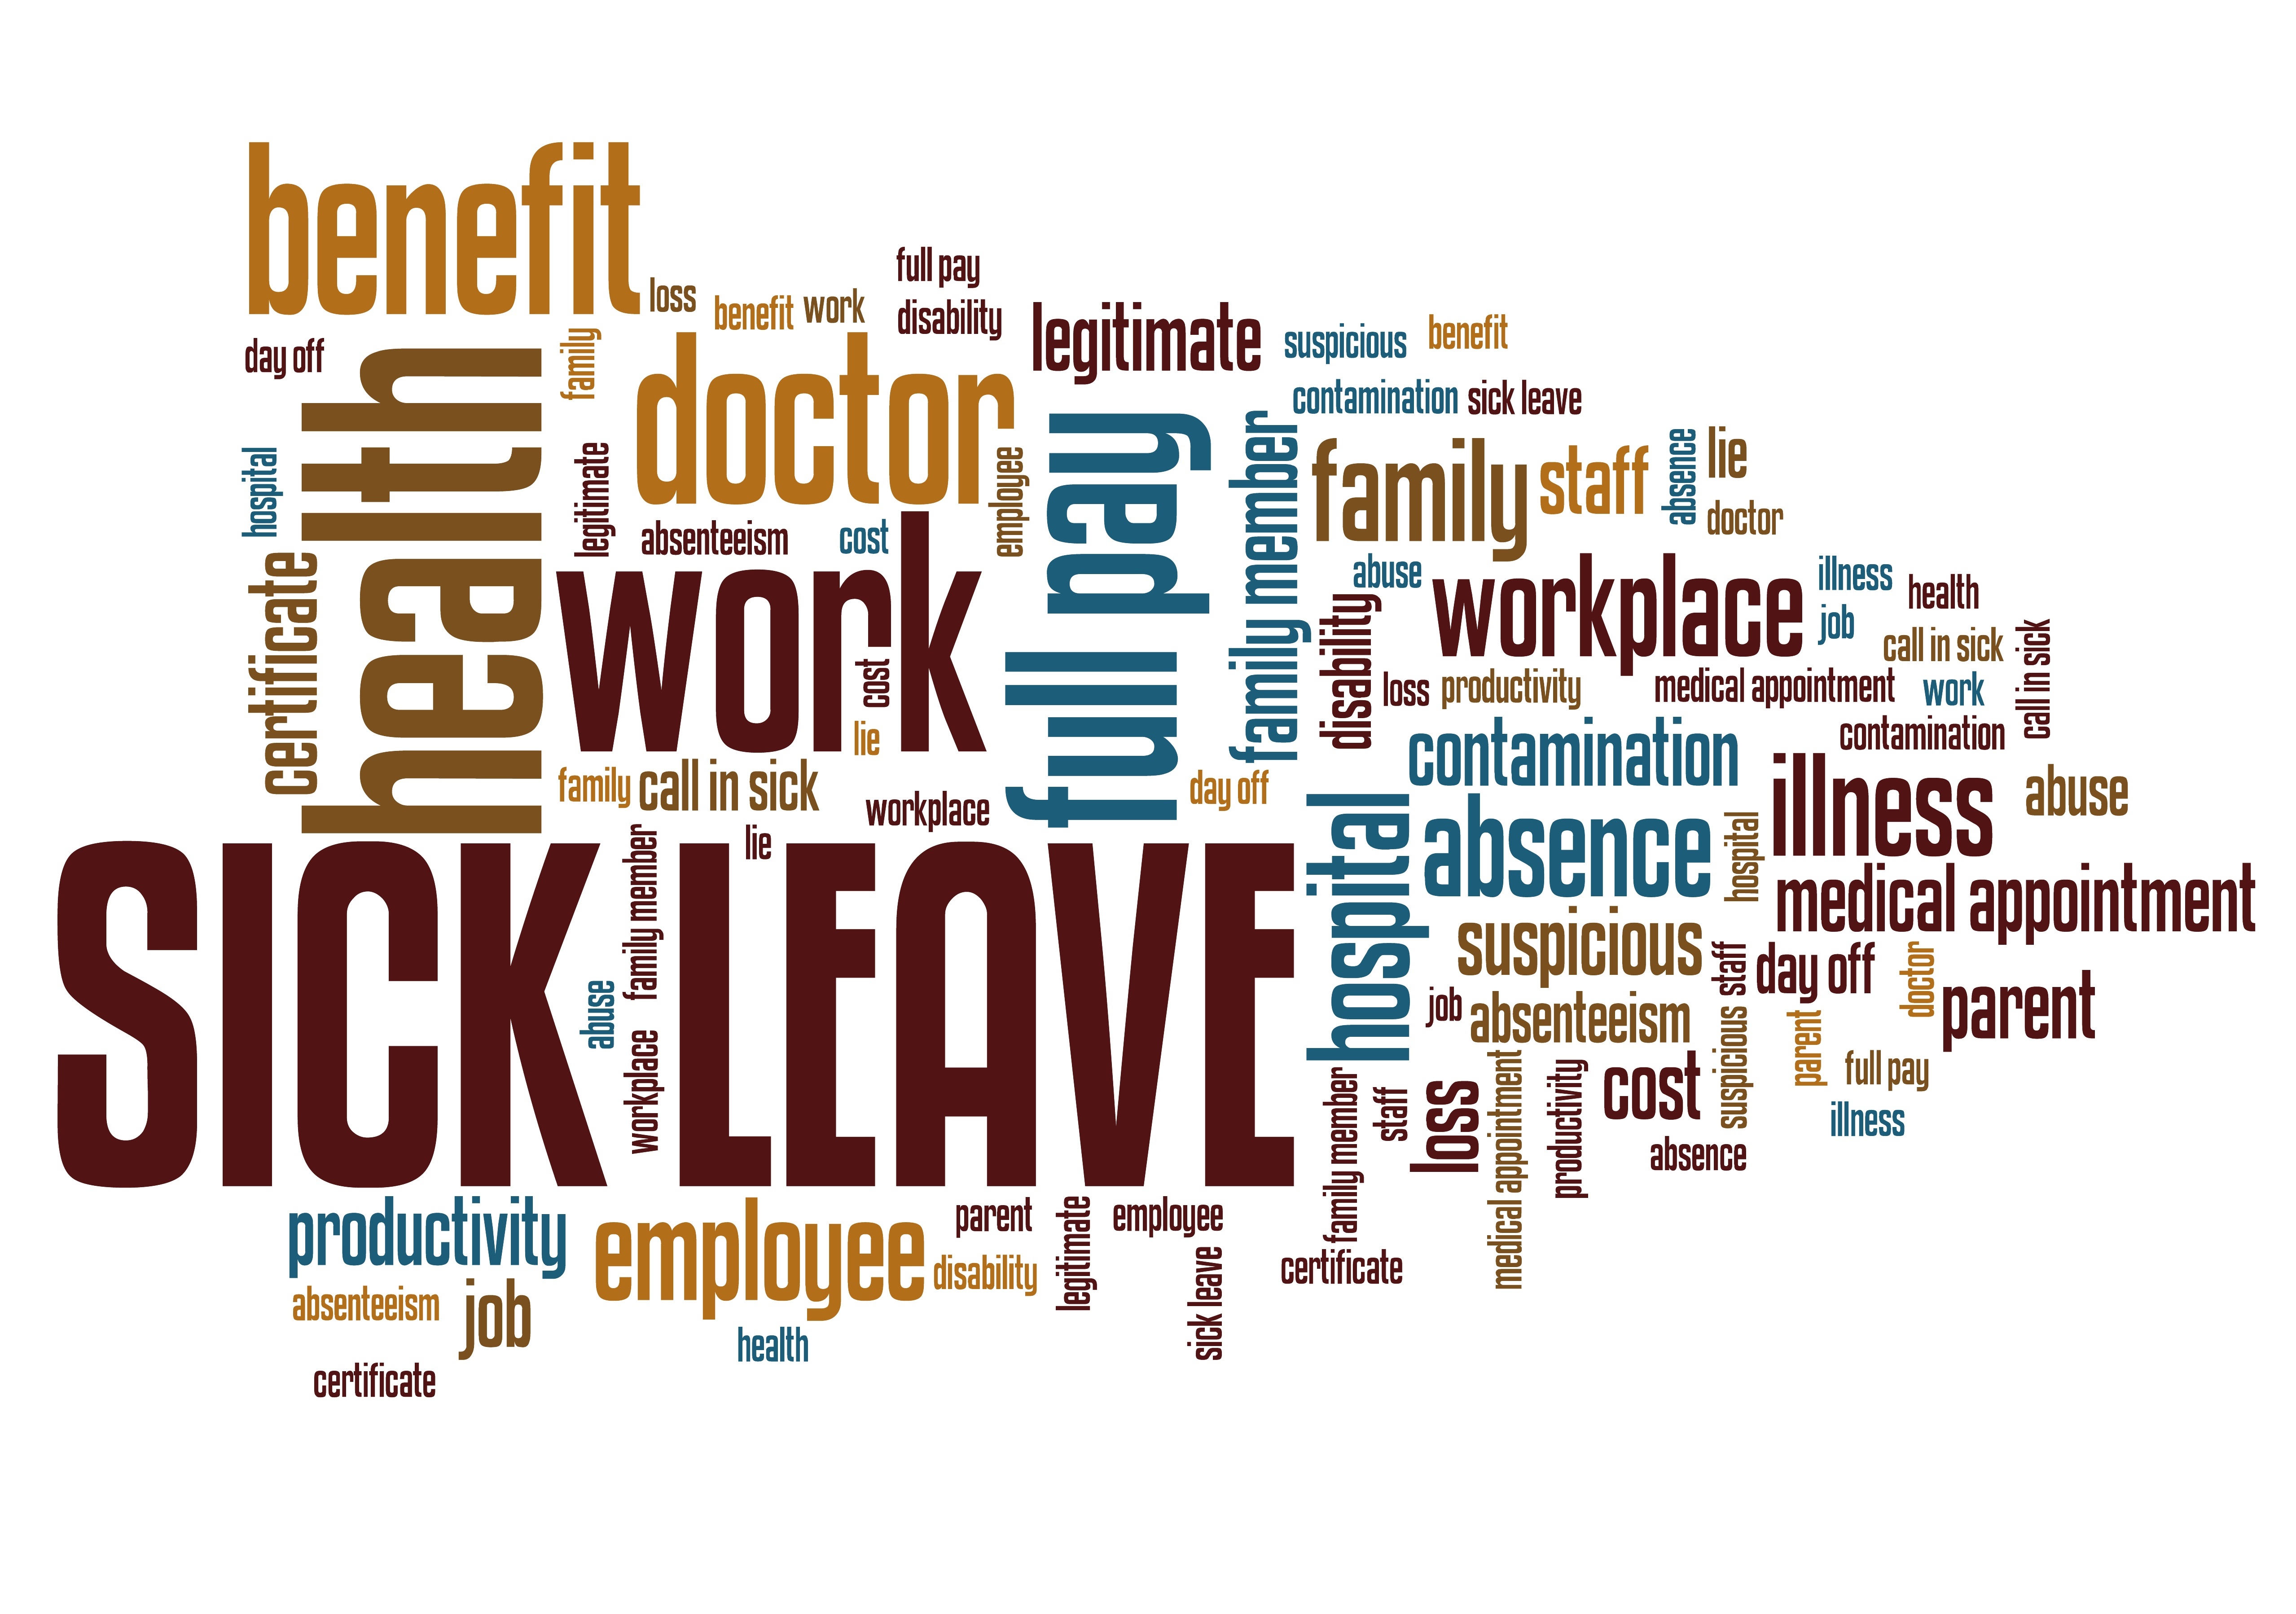 benefit
loss
benefit
work
full pay
disability
legitimate
suspicious
benefit
day off
family
doctor
contamination
sick leave
health
hospital
legitimate
absenteeism
cost
employee
full pay
family member
family
staff
absence
lie
doctor
certificate
work
cost
lie
abuse
workplace
illness
job
health
call in sick
call in sick
disability
loss
productivity
medical appointment
work
contamination
contamination
family
call in sick
workplace
day off
illness
abuse
SICK LEAVE
lie
family member
abuse
workplace
hospital
absence
hospital
medical appointment
suspicious
staff
day off
doctor
parent
job
absenteeism
suspicious
parent
full pay
illness
family member
staff
loss
medical appointment
productivity
cost
absence
productivity
employee
parent
legitimate
employee
disability
sick leave
certificate
absenteeism
job
health
certificate